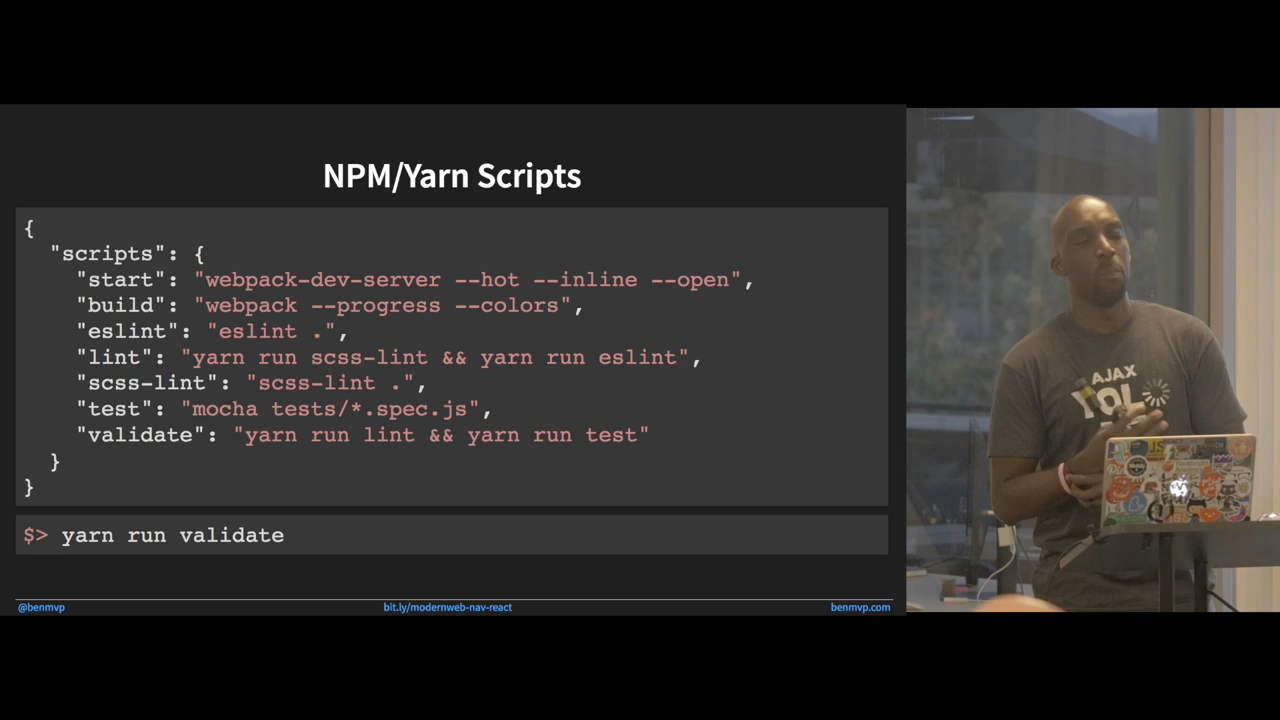 NPM/Yarn Scripts
{
"scripts": {
"start": "webpack-dev-server --hot --inline --open",
"build": "webpack --progress --colors",
"eslint": "eslint .",
"lint": "yarn run scss-lint && yarn run eslint",
"scss-lint": "scss-lint .",
"test": "mocha tests/*.spec.js",
"validate": "yarn run lint && yarn run test"
}
}
$> yarn run validate
@benmvp
bit.ly/modernweb-nav-react
benmvp.com
AJAX
JS